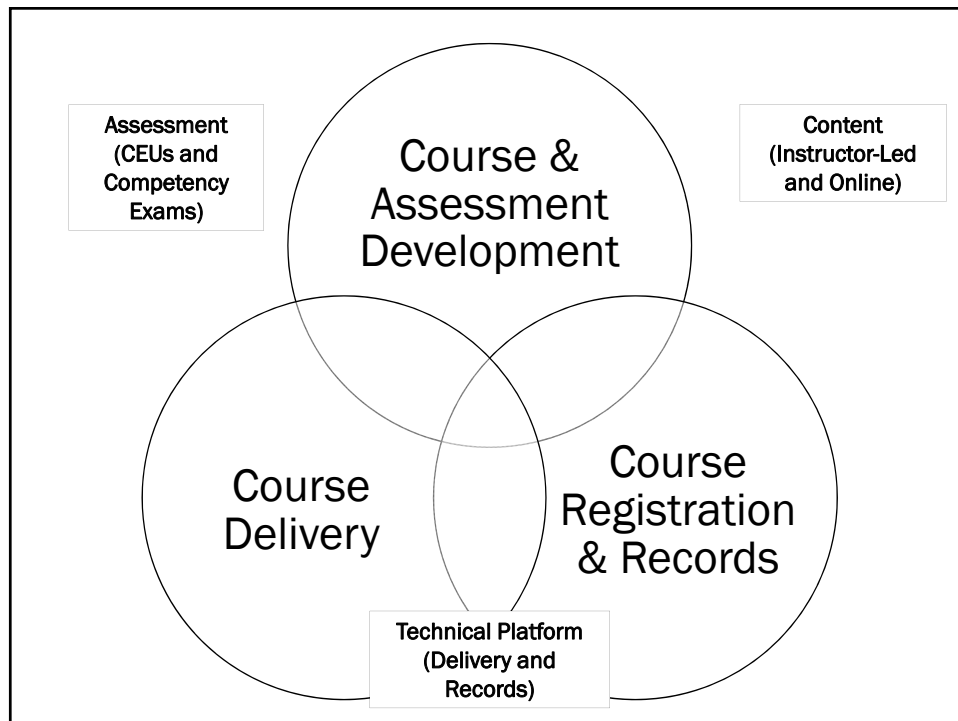 Assessment
(CEUs and
Competency
Exams)
Content
(Instructor-Led
and Online)
Course &
Assessment
Development
Course
Delivery
Course
Registration
& Records
Technical Platform
(Delivery and
Records)